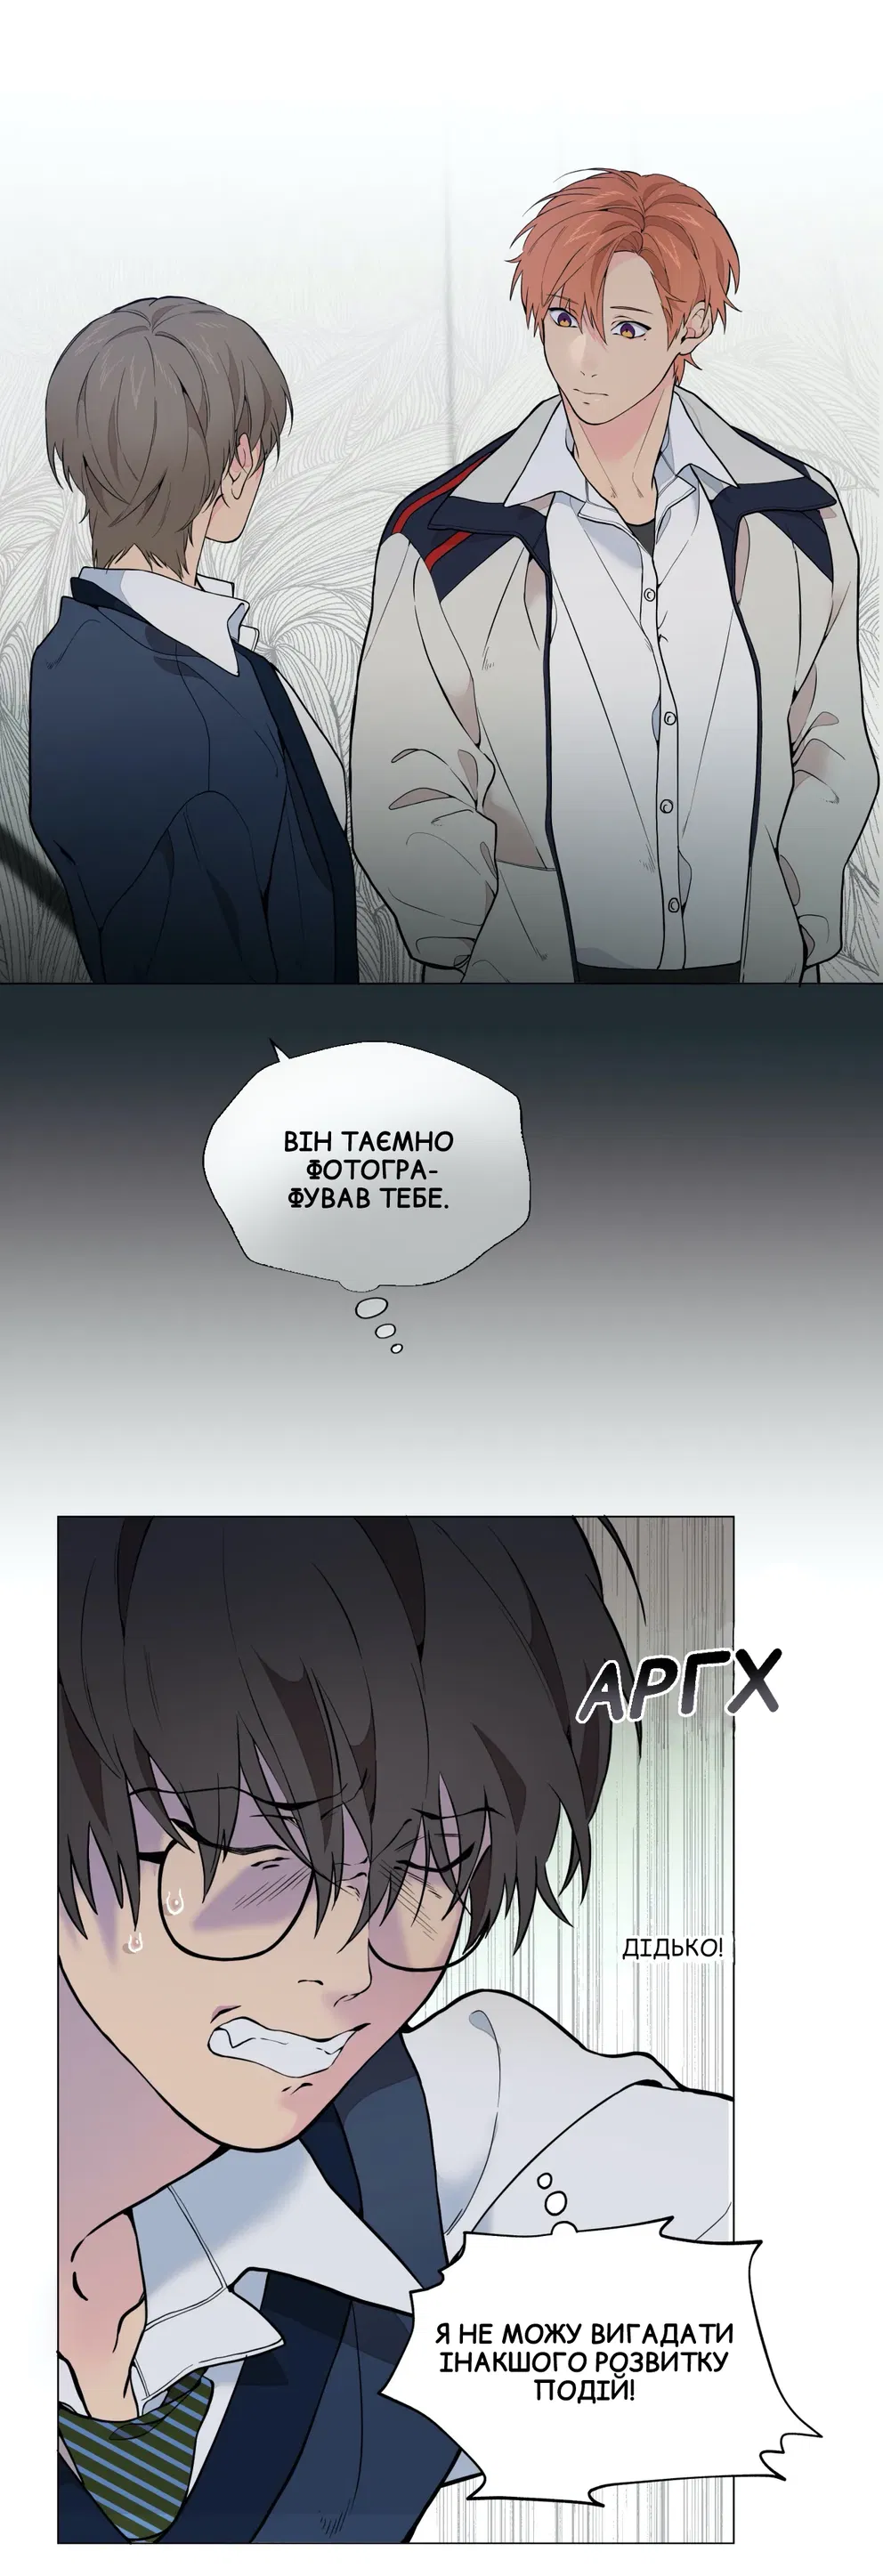 ВІН ТАЄМНО
ФОТОГРА-
ФУВАВ ТЕБЕ.
АРГХ
ДІДЬКО!
Я НЕ МОЖУ ВИГАДАТИ
ІНАКШОГО РОЗВИТКУ
ПОДІЙ!